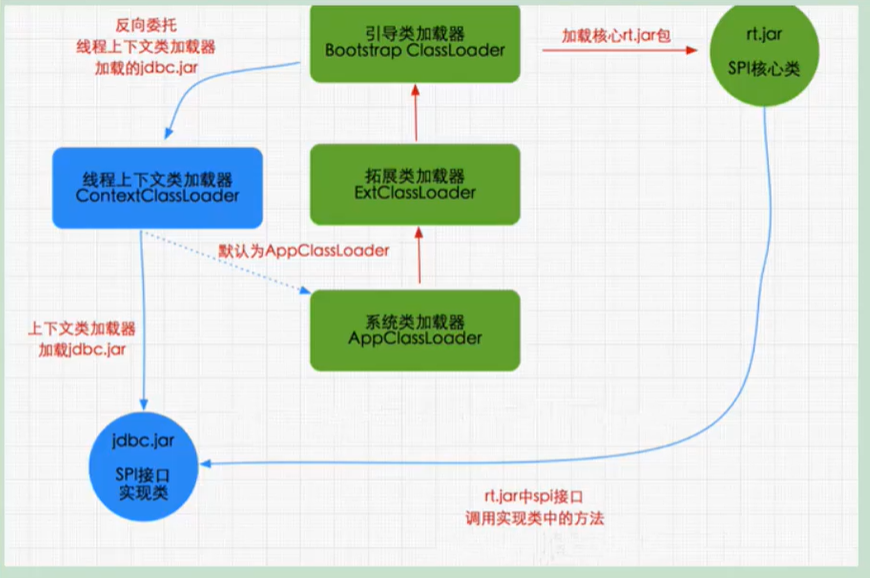 反向委托
线程上下文类加载器
加载的jdbc.jar
引导类加载器
Bootstrap ClassLoader
加载核心rt.jar包
rt.jar
SPI核心类
线程上下文类加载器
ContextClassLoader
拓展类加载器
ExtClassLoader
默认为AppClassLoader
系统类加载器
AppClassLoader
上下文类加载器
加载jdbc.jar
jdbc.jar
SPI接口
实现类
rt.jar中spi接口
调用实现类中的方法